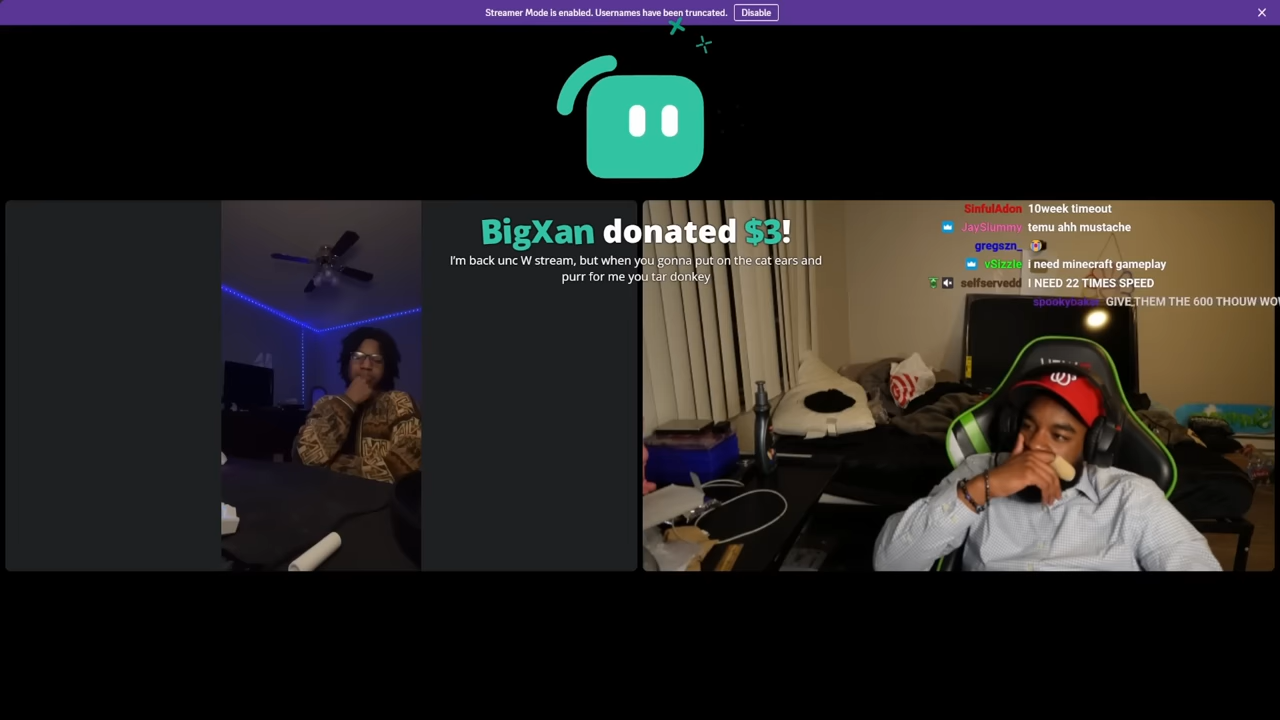 Streamer Mode is enabled. Usernames have been truncated. Disable
BigXan donated $3!
I'm back unc W stream, but when you gonna put on the cat ears and
purr for me you tar donkey
SinfulAdon 10week timeout
JaySlummy temu ahh mustache
gregszn_
vSizzle i need minecraft gameplay
selfservedd I NEED 22 TIMES SPEED
GIVE THEM THE 600 THOUW WOW